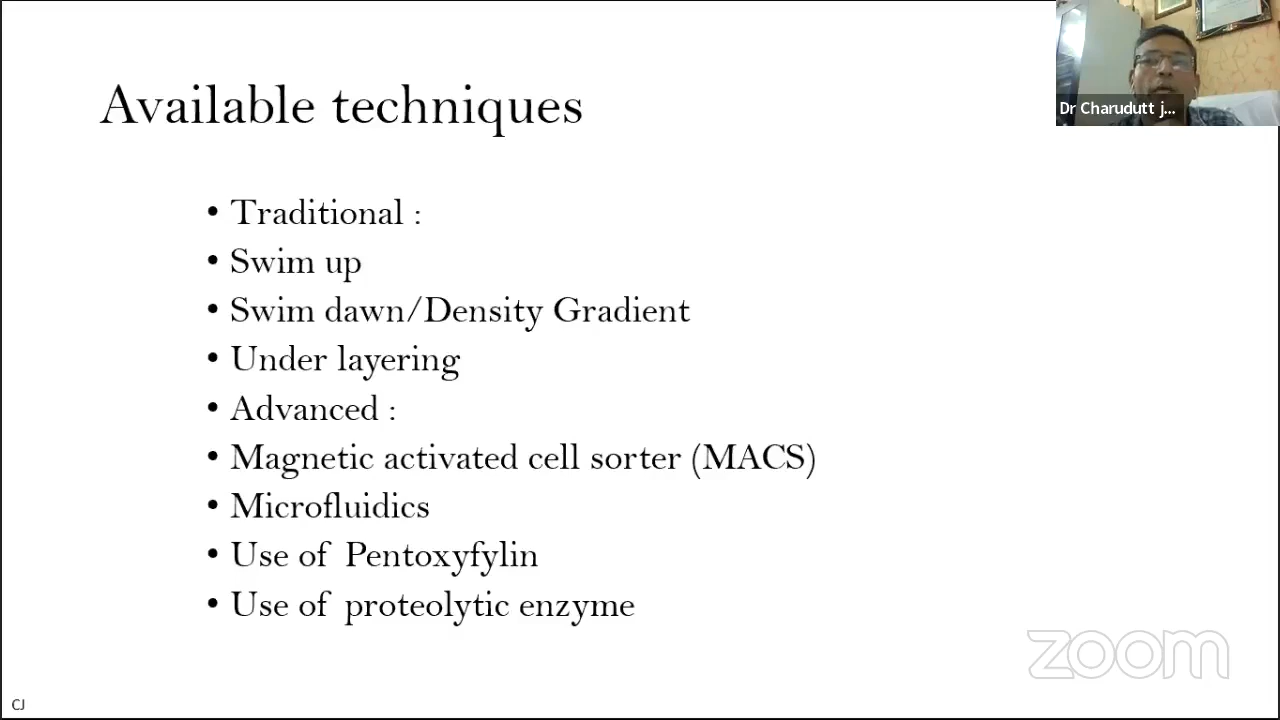 Available techniques
Dr Charudutt j...
• Traditional :
• Swim up
• Swim dawn/Density Gradient
• Under layering
• Advanced :
• Magnetic activated cell sorter (MACS)
• Microfluidics
• Use of Pentoxyfylin
• Use of proteolytic enzyme
zoom
CJ